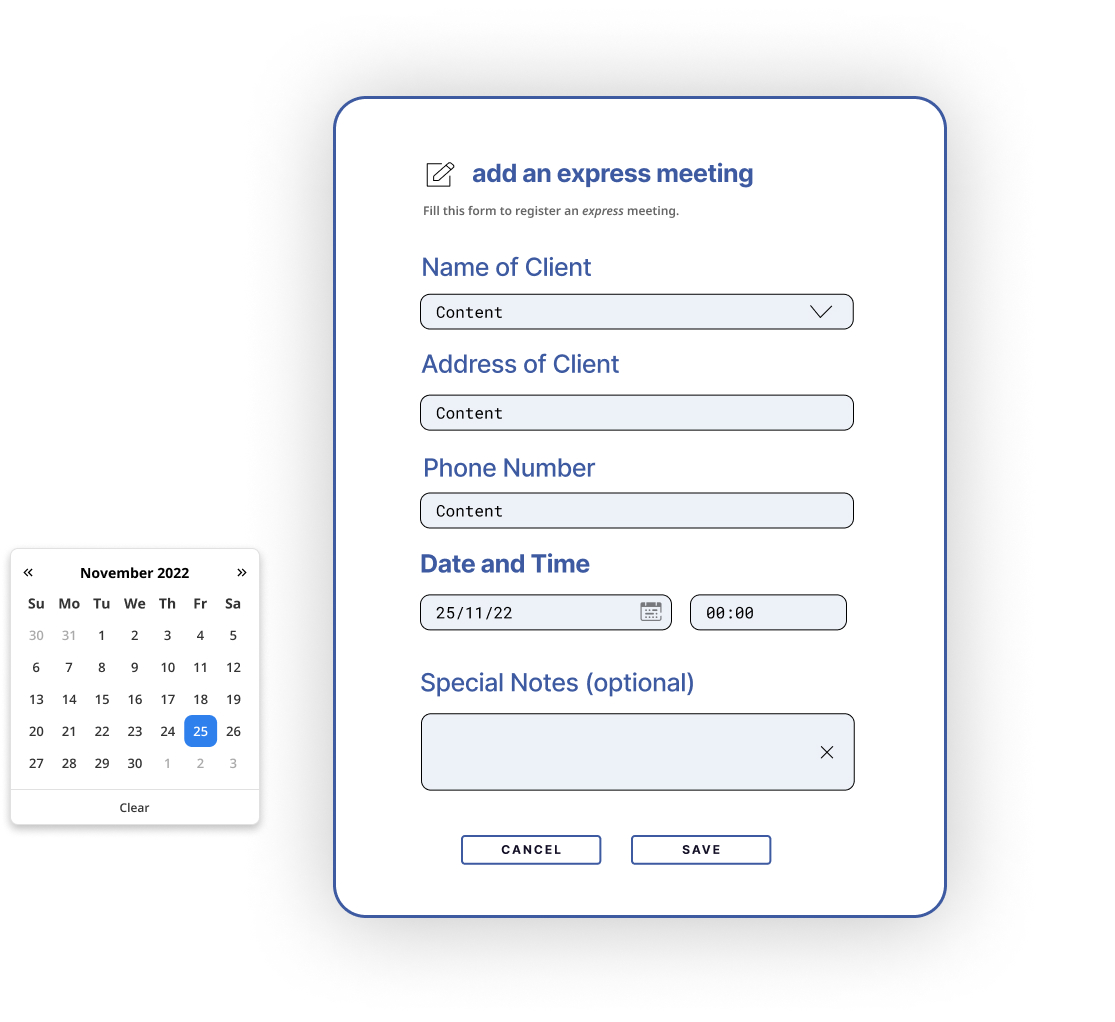 add an express meeting
Fill this form to register an express meeting.
Name of Client
Content
Address of Client
Content
Phone Number
Content
Date and Time
25/11/22 00:00
Special Notes (optional)
CANCEL SAVE
« November 2022 »
Su Mo Tu We Th Fr Sa
30 31 1 2 3 4 5
6 7 8 9 10 11 12
13 14 15 16 17 18 19
20 21 22 23 24 25 26
27 28 29 30 1 2 3
Clear